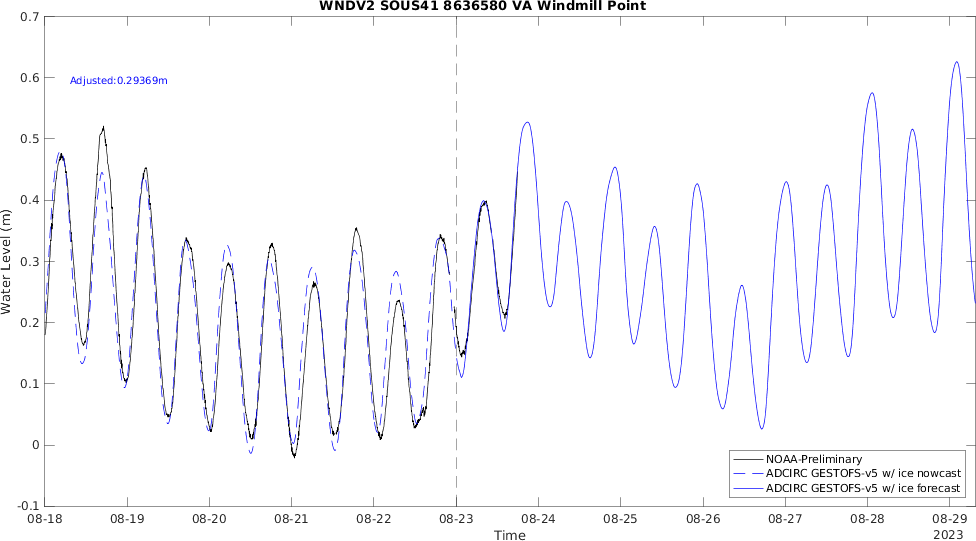 WNDV2 SOUS41 8636580 VA Windmill Point
0.7
0.6
0.5
0.4
0.3
0.2
0.1
0
-0.1
Water Level (m)
Adjusted:0.29369m
NOAA-Preliminary
ADCIRC GESTOFS-v5 w/ ice nowcast
ADCIRC GESTOFS-v5 w/ ice forecast
08-18 08-19 08-20 08-21 08-22 08-23 08-24 08-25 08-26 08-27 08-28 08-29
2023
Time